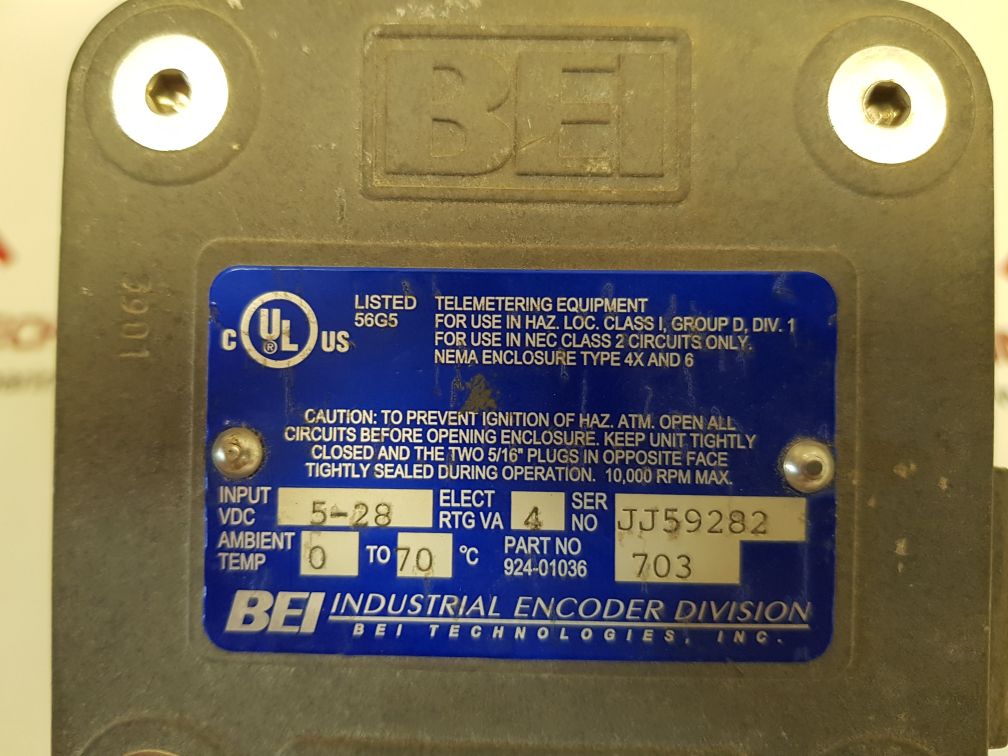 BEI
3901
C UL ® US
LISTED
56G5
TELEMETERING EQUIPMENT
FOR USE IN HAZ. LOC. CLASS I, GROUP D, DIV. 1
FOR USE IN NEC CLASS 2 CIRCUITS ONLY.
NEMA ENCLOSURE TYPE 4X AND 6
CAUTION: TO PREVENT IGNITION OF HAZ. ATM. OPEN ALL
CIRCUITS BEFORE OPENING ENCLOSURE. KEEP UNIT TIGHTLY
CLOSED AND THE TWO 5/16" PLUGS IN OPPOSITE FACE
TIGHTLY SEALED DURING OPERATION. 10,000 RPM MAX.
INPUT
VDC 5-28
ELECT
RTG VA 4
SER
NO JJ59282
AMBIENT
TEMP 0 TO 70 °C
PART NO
924-01036
703
BEI INDUSTRIAL ENCODER DIVISION
BEI TECHNOLOGIES, INC.